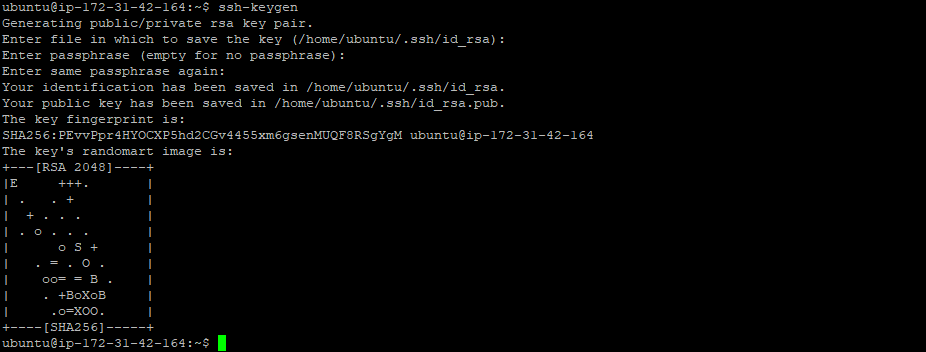 ubuntu@ip-172-31-42-164:~$ ssh-keygen
Generating public/private rsa key pair.
Enter file in which to save the key (/home/ubuntu/.ssh/id_rsa):
Enter passphrase (empty for no passphrase):
Enter same passphrase again:
Your identification has been saved in /home/ubuntu/.ssh/id_rsa.
Your public key has been saved in /home/ubuntu/.ssh/id_rsa.pub.
The key fingerprint is:
SHA256:PEvvPpr4HYOCXP5hd2CGv4455xm6gsenMUQF8RSgYgM ubuntu@ip-172-31-42-164
The key's randomart image is:
+---[RSA 2048]----+
|E     +++.       |
| .   . +         |
|  + . . .        |
| . o . . .       |
|      o S +      |
|   . = . O .     |
|    oo= = B .    |
|    . +BoXoB     |
|     .o=XOO.     |
+----[SHA256]-----+
ubuntu@ip-172-31-42-164:~$